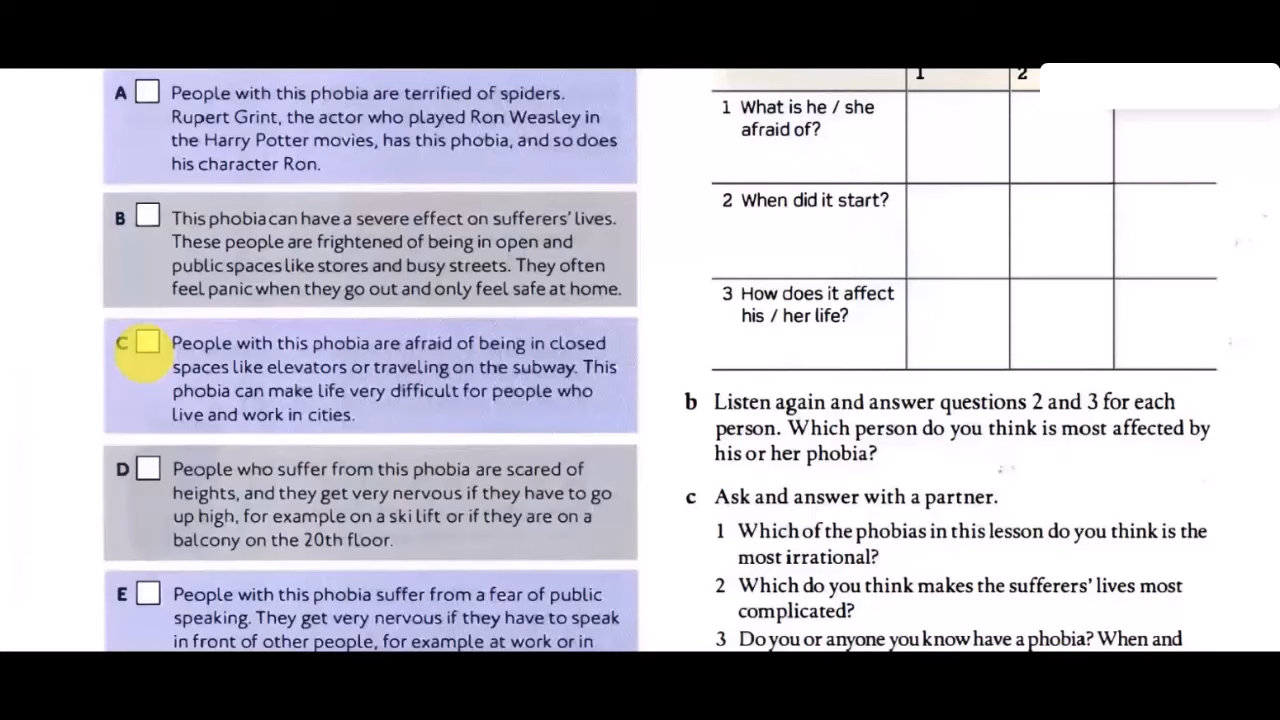 A People with this phobia are terrified of spiders.
Rupert Grint, the actor who played Ron Weasley in
the Harry Potter movies, has this phobia, and so does
his character Ron.
B This phobia can have a severe effect on sufferers' lives.
These people are frightened of being in open and
public spaces like stores and busy streets. They often
feel panic when they go out and only feel safe at home.
C People with this phobia are afraid of being in closed
spaces like elevators or traveling on the subway. This
phobia can make life very difficult for people who
live and work in cities.
D People who suffer from this phobia are scared of
heights, and they get very nervous if they have to go
up high, for example on a ski lift or if they are on a
balcony on the 20th floor.
E People with this phobia suffer from a fear of public
speaking. They get very nervous if they have to speak
in front of other people, for example at work or in
1 2
1 What is he / she
afraid of?
2 When did it start?
3 How does it affect
his / her life?
b Listen again and answer questions 2 and 3 for each
person. Which person do you think is most affected by
his or her phobia?
c Ask and answer with a partner.
1 Which of the phobias in this lesson do you think is the
most irrational?
2 Which do you think makes the sufferers' lives most
complicated?
3 Do you or anyone you know have a phobia? When and